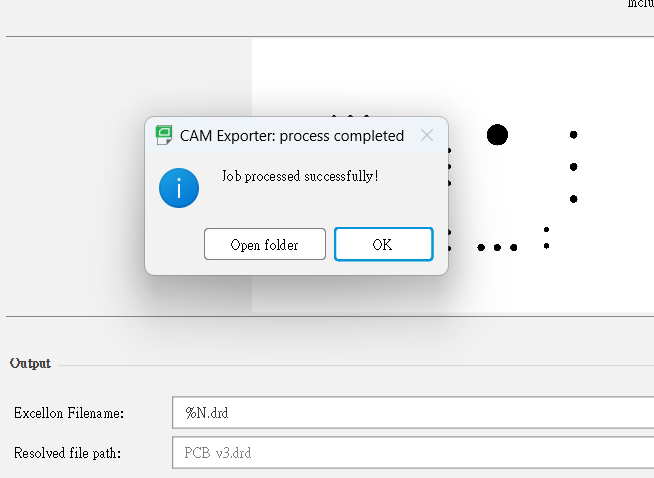 CAM Exporter: process completed
Job processed successfully!
Open folder
OK
Output
Excellon Filename:
%N.drd
Resolved file path:
PCB v3.drd